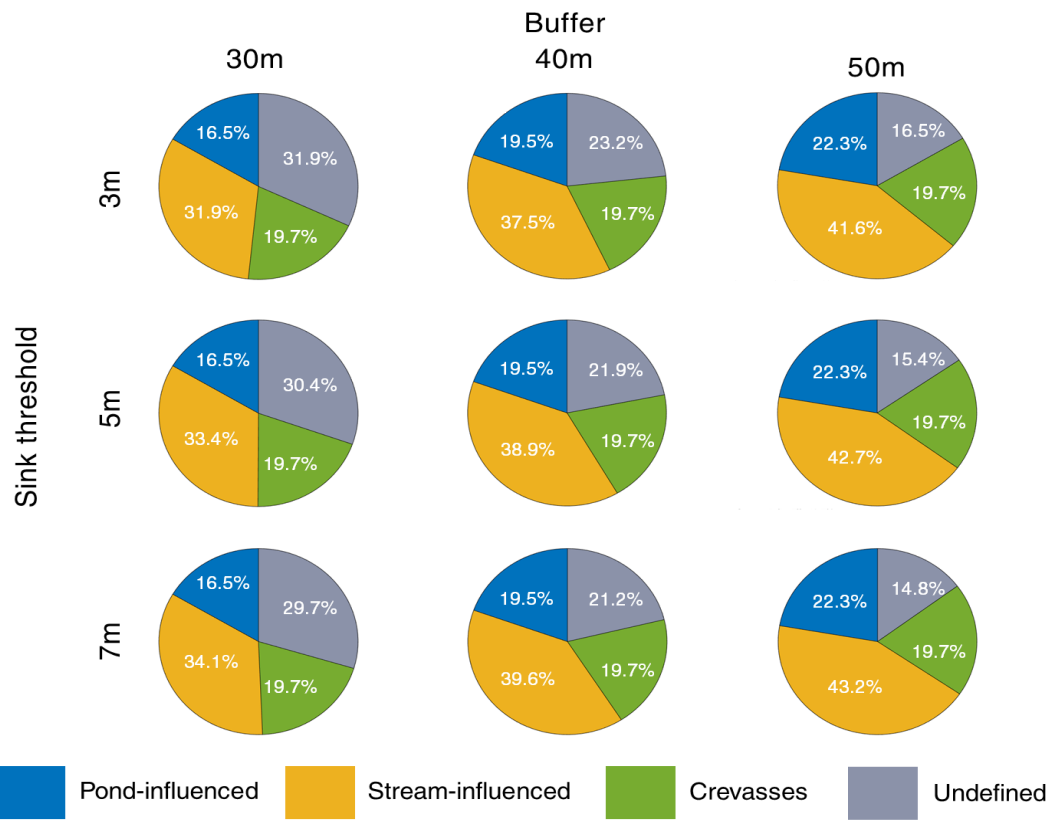 Buffer
30m 40m 50m
Sink threshold
3m
16.5% 31.9%
31.9% 19.7%
19.5% 23.2%
37.5% 19.7%
22.3% 16.5%
41.6% 19.7%
5m
16.5% 30.4%
33.4% 19.7%
19.5% 21.9%
38.9% 19.7%
22.3% 15.4%
42.7% 19.7%
7m
16.5% 29.7%
34.1% 19.7%
19.5% 21.2%
39.6% 19.7%
22.3% 14.8%
43.2% 19.7%
Pond-influenced Stream-influenced Crevasses Undefined